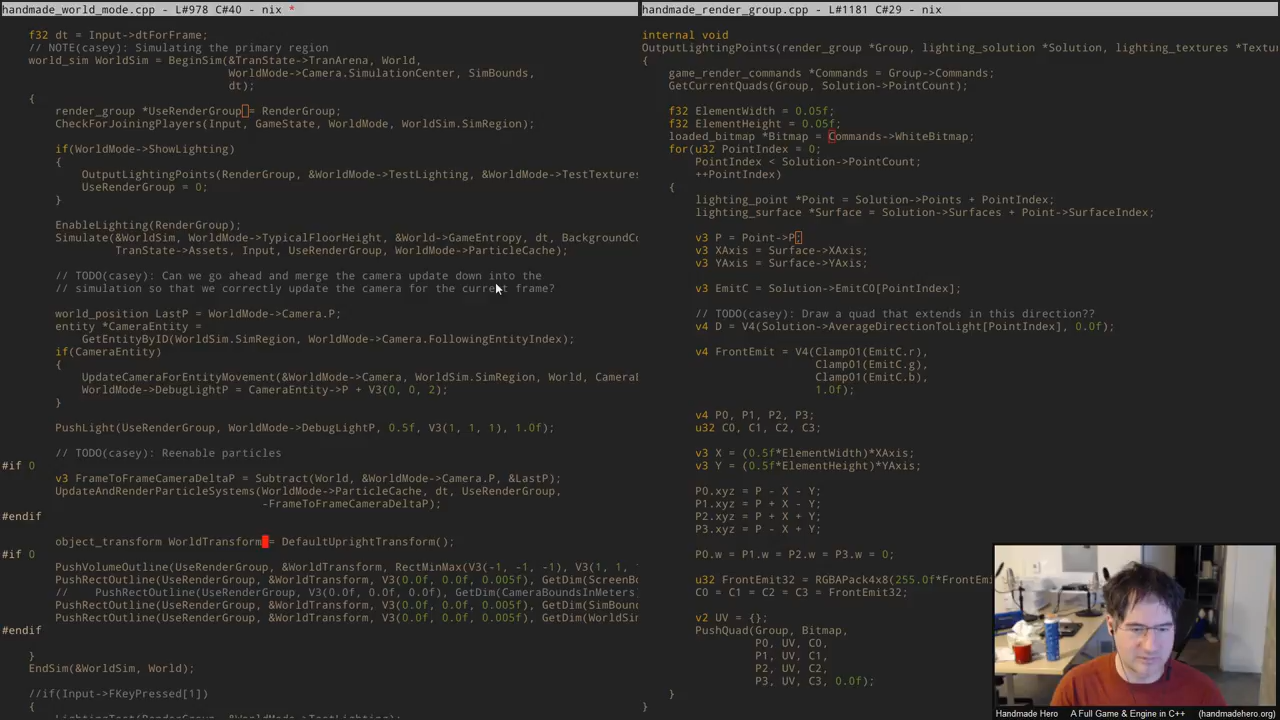 handmade_world_mode.cpp - L#978 C#40 - nix *
f32 dt = Input->dtForFrame;
// NOTE(casey): Simulating the primary region
world_sim WorldSim = BeginSim(&TranState->TranArena, World,
WorldMode->Camera.SimulationCenter, SimBounds,
dt);
{
render_group *UseRenderGroup = RenderGroup;
CheckForJoiningPlayers(Input, GameState, WorldMode, WorldSim.SimRegion);
if(WorldMode->ShowLighting)
{
OutputLightingPoints(RenderGroup, &WorldMode->TestLighting, &WorldMode->TestTextures
UseRenderGroup = 0;
}
EnableLighting(RenderGroup);
Simulate(&WorldSim, WorldMode->TypicalFloorHeight, &World->GameEntropy, dt, BackgroundCo
TranState->Assets, Input, UseRenderGroup, WorldMode->ParticleCache);
// TODO(casey): Can we go ahead and merge the camera update down into the
// simulation so that we correctly update the camera for the current frame?
world_position LastP = WorldMode->Camera.P;
entity *CameraEntity =
GetEntityByID(WorldSim.SimRegion, WorldMode->Camera.FollowingEntityIndex);
if(CameraEntity)
{
UpdateCameraForEntityMovement(&WorldMode->Camera, WorldSim.SimRegion, World, Camera
WorldMode->DebugLightP = CameraEntity->P + V3(0, 0, 2);
}
PushLight(UseRenderGroup, WorldMode->DebugLightP, 0.5f, V3(1, 1, 1), 1.0f);
// TODO(casey): Reenable particles
#if 0
v3 FrameToFrameCameraDeltaP = Subtract(World, &WorldMode->Camera.P, &LastP);
UpdateAndRenderParticleSystems(WorldMode->ParticleCache, dt, UseRenderGroup,
-FrameToFrameCameraDeltaP);
#endif
object_transform WorldTransform = DefaultUprightTransform();
#if 0
PushVolumeOutline(UseRenderGroup, &WorldTransform, RectMinMax(V3(-1, -1, -1), V3(1, 1,
PushRectOutline(UseRenderGroup, &WorldTransform, V3(0.0f, 0.0f, 0.005f), GetDim(ScreenBo
// PushRectOutline(UseRenderGroup, V3(0.0f, 0.0f, 0.0f), GetDim(CameraBoundsInMeters)
PushRectOutline(UseRenderGroup, &WorldTransform, V3(0.0f, 0.0f, 0.005f), GetDim(SimBound
PushRectOutline(UseRenderGroup, &WorldTransform, V3(0.0f, 0.0f, 0.005f), GetDim(WorldSim
#endif
}
EndSim(&WorldSim, World);
//if(Input->FKeyPressed[1])
{
handmade_render_group.cpp - L#1181 C#29 - nix
internal void
OutputLightingPoints(render_group *Group, lighting_solution *Solution, lighting_textures *Textu
{
game_render_commands *Commands = Group->Commands;
GetCurrentQuads(Group, Solution->PointCount);
f32 ElementWidth = 0.05f;
f32 ElementHeight = 0.05f;
loaded_bitmap *Bitmap = Commands->WhiteBitmap;
for(u32 PointIndex = 0;
PointIndex < Solution->PointCount;
++PointIndex)
{
lighting_point *Point = Solution->Points + PointIndex;
lighting_surface *Surface = Solution->Surfaces + Point->SurfaceIndex;
v3 P = Point->P;
v3 XAxis = Surface->XAxis;
v3 YAxis = Surface->YAxis;
v3 EmitC = Solution->EmitC0[PointIndex];
// TODO(casey): Draw a quad that extends in this direction??
v4 D = V4(Solution->AverageDirectionToLight[PointIndex], 0.0f);
v4 FrontEmit = V4(Clamp01(EmitC.r),
Clamp01(EmitC.g),
Clamp01(EmitC.b),
1.0f);
v4 P0, P1, P2, P3;
u32 C0, C1, C2, C3;
v3 X = (0.5f*ElementWidth)*XAxis;
v3 Y = (0.5f*ElementHeight)*YAxis;
P0.xyz = P - X - Y;
P1.xyz = P + X - Y;
P2.xyz = P + X + Y;
P3.xyz = P - X + Y;
P0.w = P1.w = P2.w = P3.w = 0;
u32 FrontEmit32 = RGBAPack4x8(255.0f*FrontEmi
C0 = C1 = C2 = C3 = FrontEmit32;
v2 UV = {};
PushQuad(Group, Bitmap,
P0, UV, C0,
P1, UV, C1,
P2, UV, C2,
P3, UV, C3, 0.0f);
}
}
Handmade Hero A Full Game & Engine in C++ (handmadehero.org)